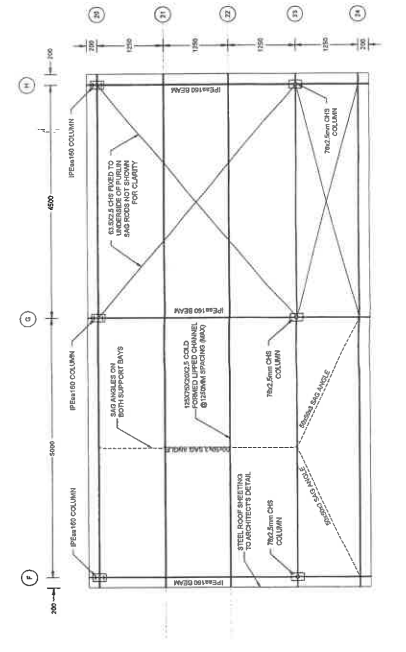 20
21
22
23
24
200
1250
1250
1250
1250
200
H
G
F
200
4500
5000
200
IPEaa160 COLUMN
IPEaa160 COLUMN
IPEaa160 COLUMN
IPEaa160 BEAM
IPEaa160 BEAM
IPEaa160 BEAM
63.5X2.5 CHS FIXED TO
UNDERSIDE OF PURLIN
SAG RODS NOT SHOWN
FOR CLARITY
76x2.5mm CHS
COLUMN
SAG ANGLES ON
BOTH SUPPORT BAYS
125X75X20X2.5 COLD
FORMED LIPPED CHANNEL
@1250MM SPACING (MAX)
76x2.5mm CHS
COLUMN
SAG ANGLE
SAG ANGLE
SAG ANGLE
STEEL ROOF SHEETING
TO ARCHITECT'S DETAIL
76x2.5mm CHS
COLUMN